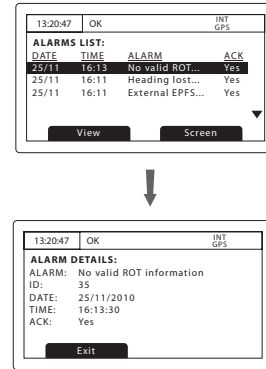 13:20:47 OK INT GPS
ALARMS LIST:
DATE TIME ALARM ACK
25/11 16:13 No valid ROT... Yes
25/11 16:11 Heading lost... Yes
25/11 16:11 External EPFS... Yes
View Screen
13:20:47 OK INT GPS
ALARM DETAILS:
ALARM: No valid ROT information
ID: 35
DATE: 25/11/2010
TIME: 16:13:30
ACK: Yes
Exit